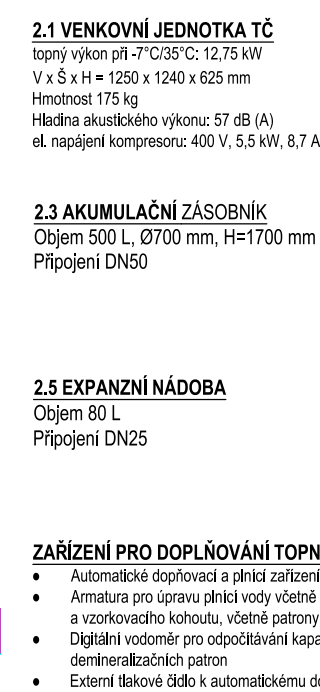 2.1 VENKOVNÍ JEDNOTKA TČ
topný výkon při -7°C/35°C: 12,75 kW
V x Š x H = 1250 x 1240 x 625 mm
Hmotnost 175 kg
Hladina akustického výkonu: 57 dB (A)
el. napájení kompresoru: 400 V, 5,5 kW, 8,7 A
2.3 AKUMULAČNÍ ZÁSOBNÍK
Objem 500 L, Ø700 mm, H=1700 mm
Připojení DN50
2.5 EXPANZNÍ NÁDOBA
Objem 80 L
Připojení DN25
ZAŘÍZENÍ PRO DOPLŇOVÁNÍ TOPN
• Automatické dopňovací a plnící zařízení
• Armatura pro úpravu plnící vody včetně
a vzorkovacího kohoutu, včetně patrony
• Digitální vodoměr pro odpočítávání kapa
demineralizačních patron
• Externí tlakové čidlo k automatickému do